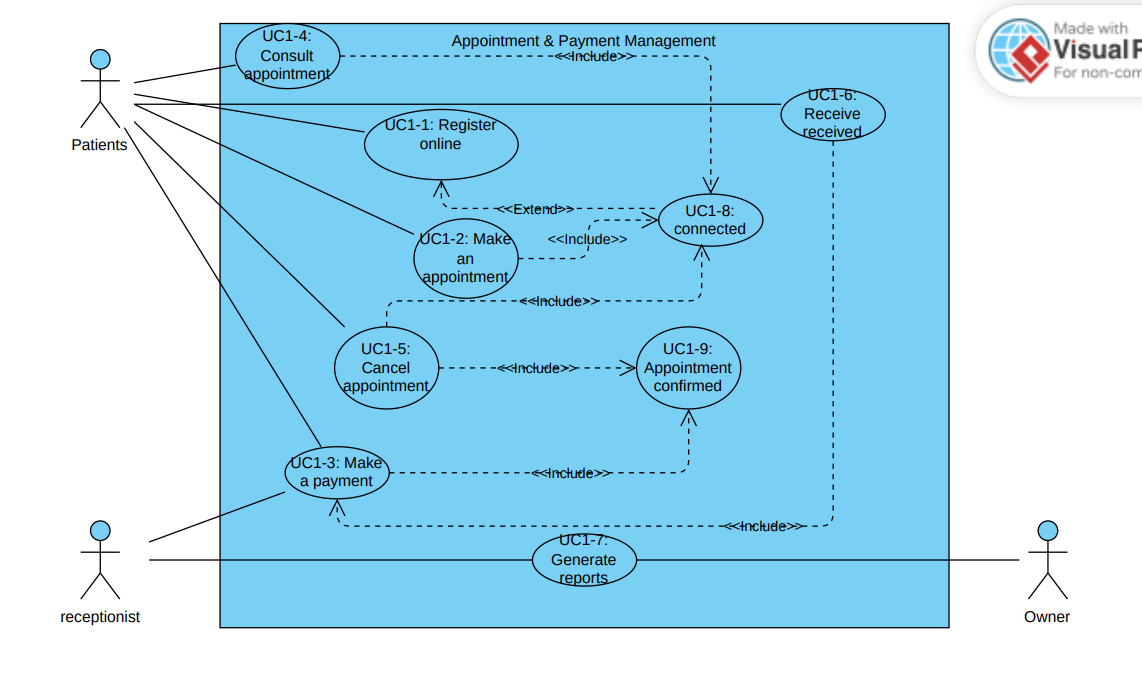 Made with
Visual P
For non-com
Appointment & Payment Management
UC1-4:
Consult
appointment
<<Include>>
UC1-6:
Receive
received
Patients
UC1-1: Register
online
<<Extend>>
UC1-8:
connected
UC1-2: Make
an
appointment
<<Include>>
<<Include>>
UC1-5:
Cancel
appointment
<<Include>>
UC1-9:
Appointment
confirmed
UC1-3: Make
a payment
<<Include>>
<<Include>>
UC1-7:
Generate
reports
receptionist
Owner